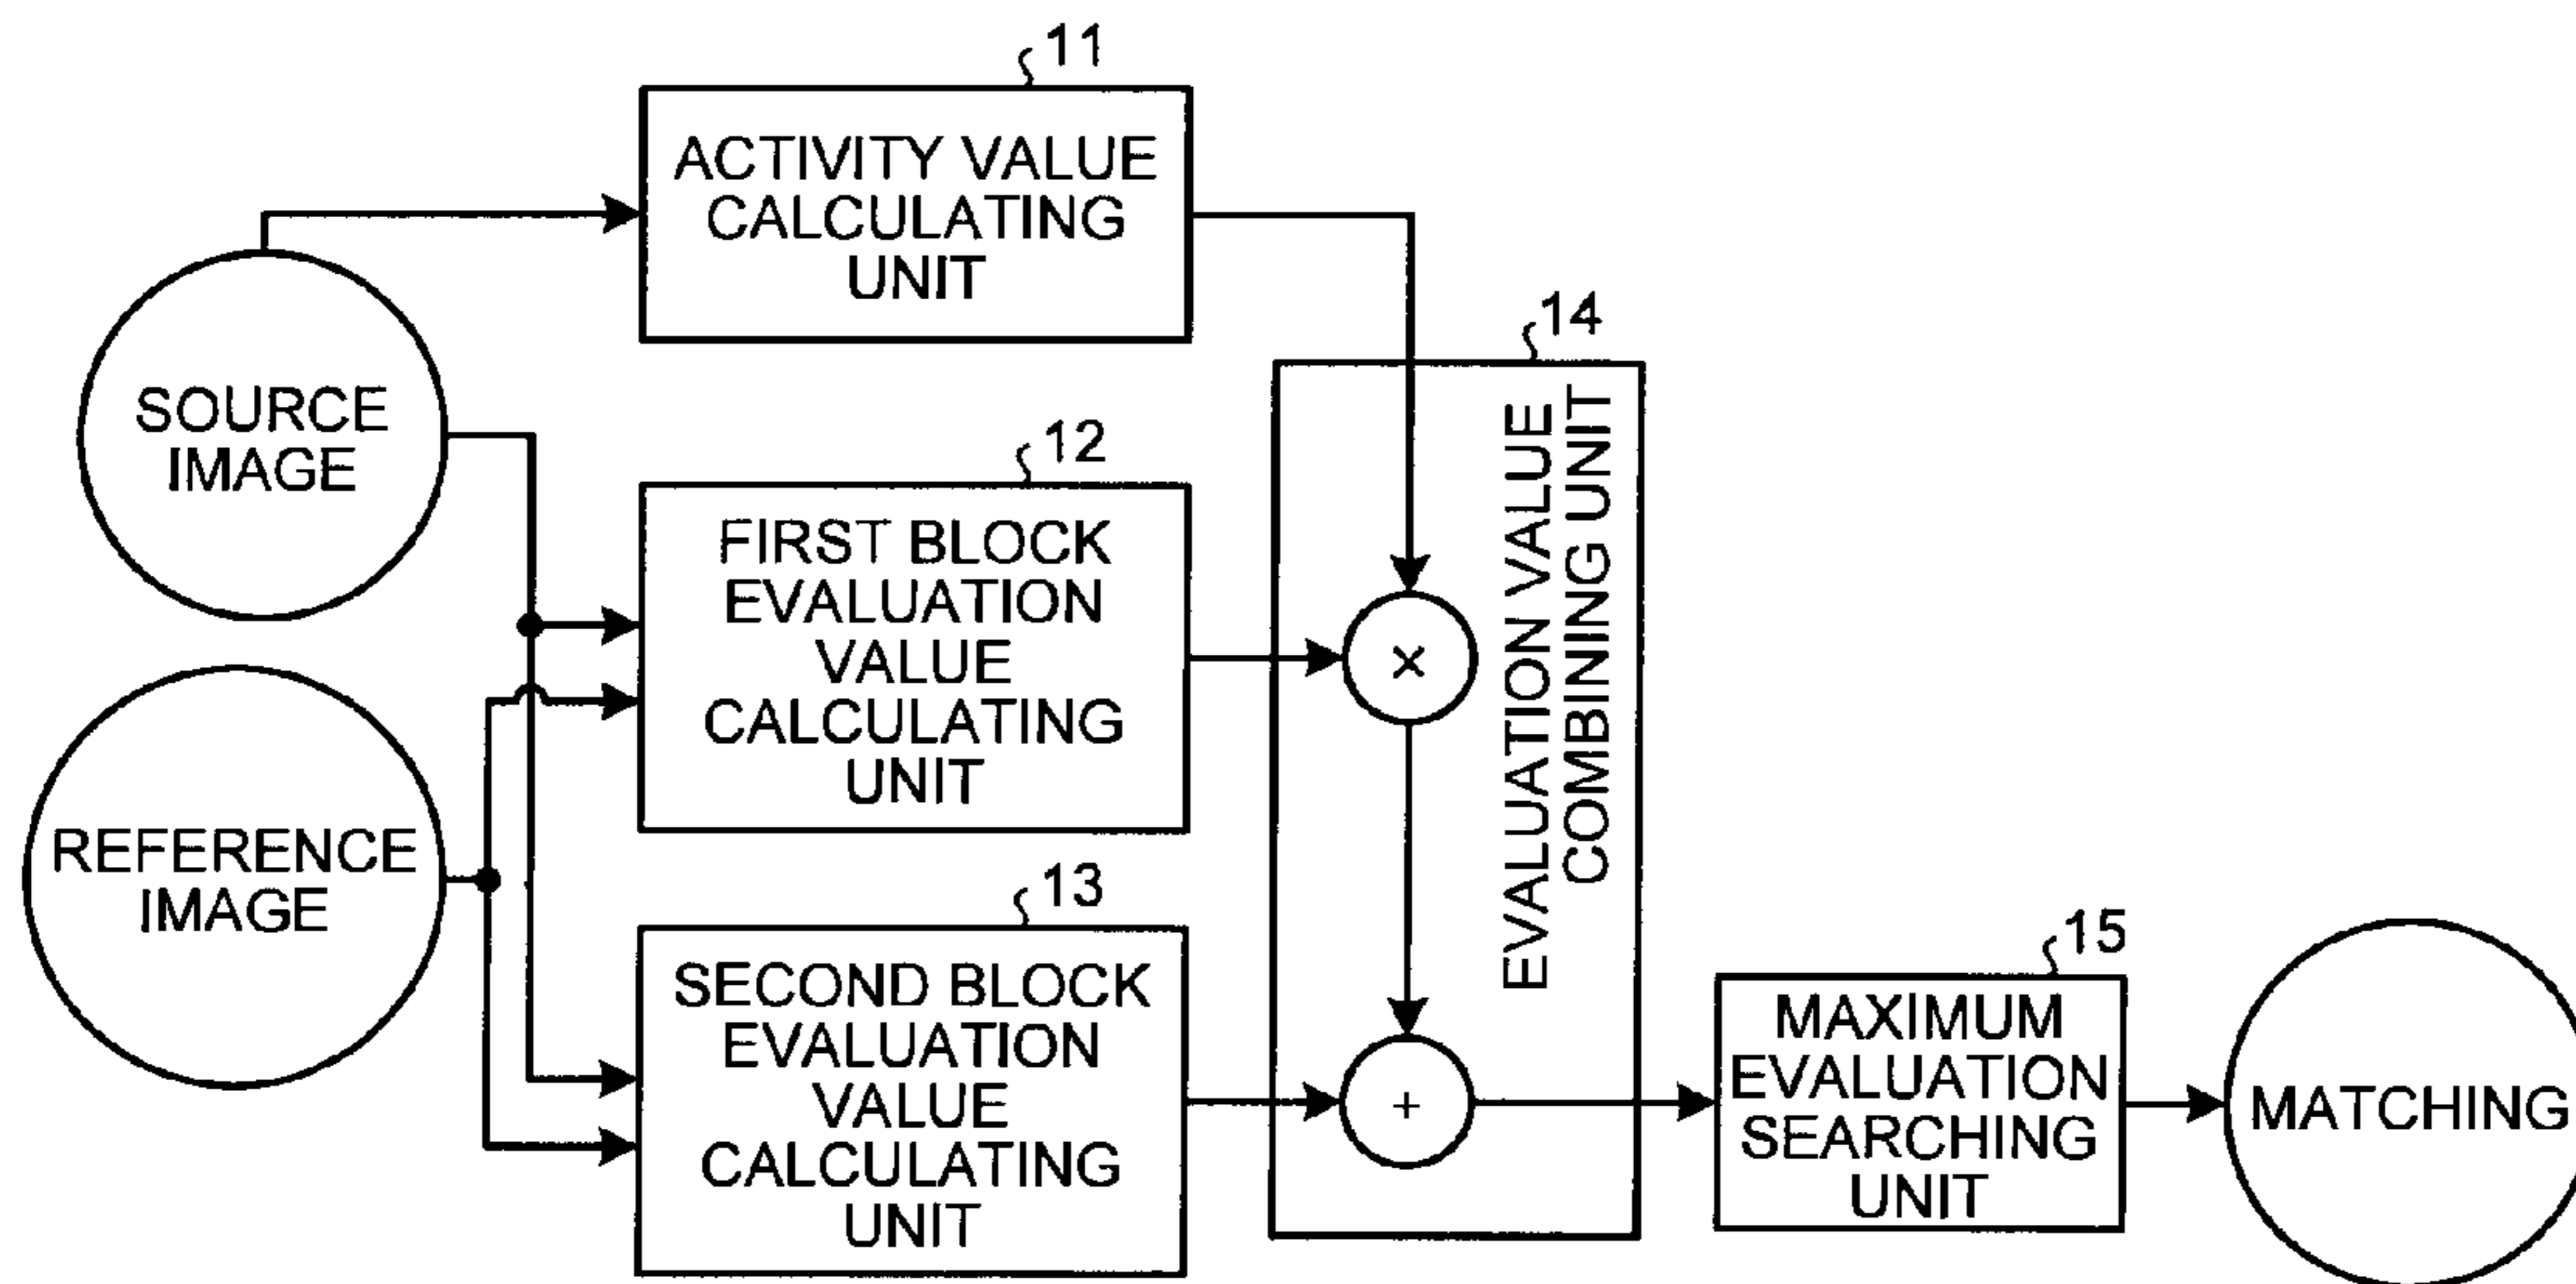 11
ACTIVITY VALUE
CALCULATING
UNIT
SOURCE
IMAGE
12
FIRST BLOCK
EVALUATION
VALUE
CALCULATING
UNIT
REFERENCE
IMAGE
13
SECOND BLOCK
EVALUATION
VALUE
CALCULATING
UNIT
14
EVALUATION VALUE
COMBINING UNIT
×
+
15
MAXIMUM
EVALUATION
SEARCHING
UNIT
MATCHING